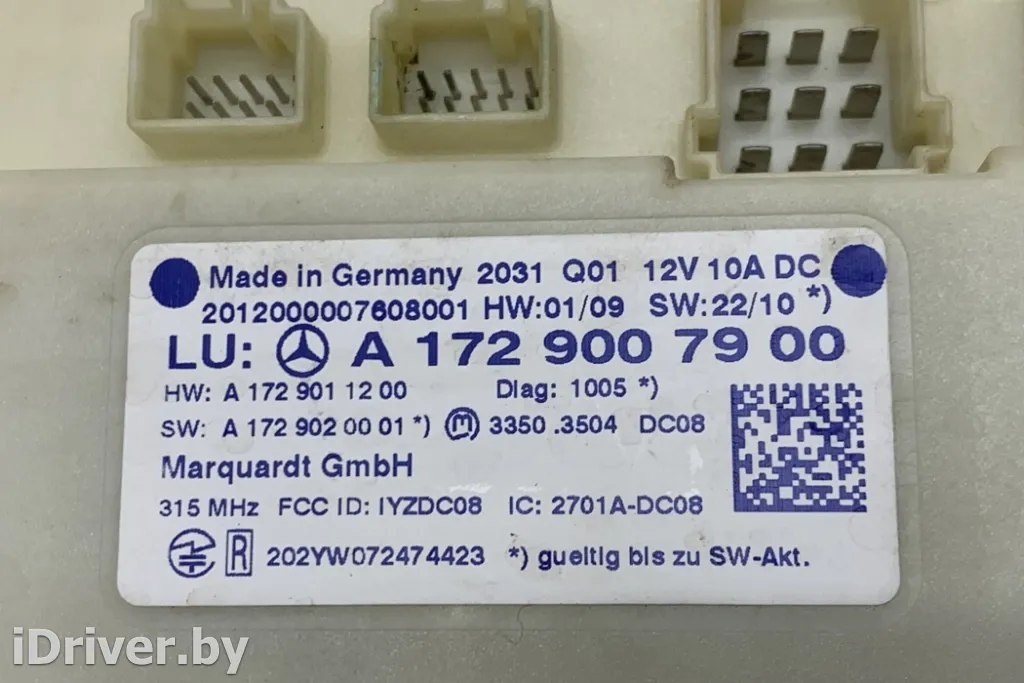 Made in Germany 2031 Q01 12V 10A DC
2012000007608001 HW:01/09 SW:22/10 *)
LU: A 172 900 79 00
HW: A 172 901 12 00 Diag: 1005 *)
SW: A 172 902 00 01 *) m 3350 .3504 DC08
Marquardt GmbH
315 MHz FCC ID: IYZDC08 IC: 2701A-DC08
R 202YW072474423 *) gueltig bis zu SW-Akt.
iDriver.by